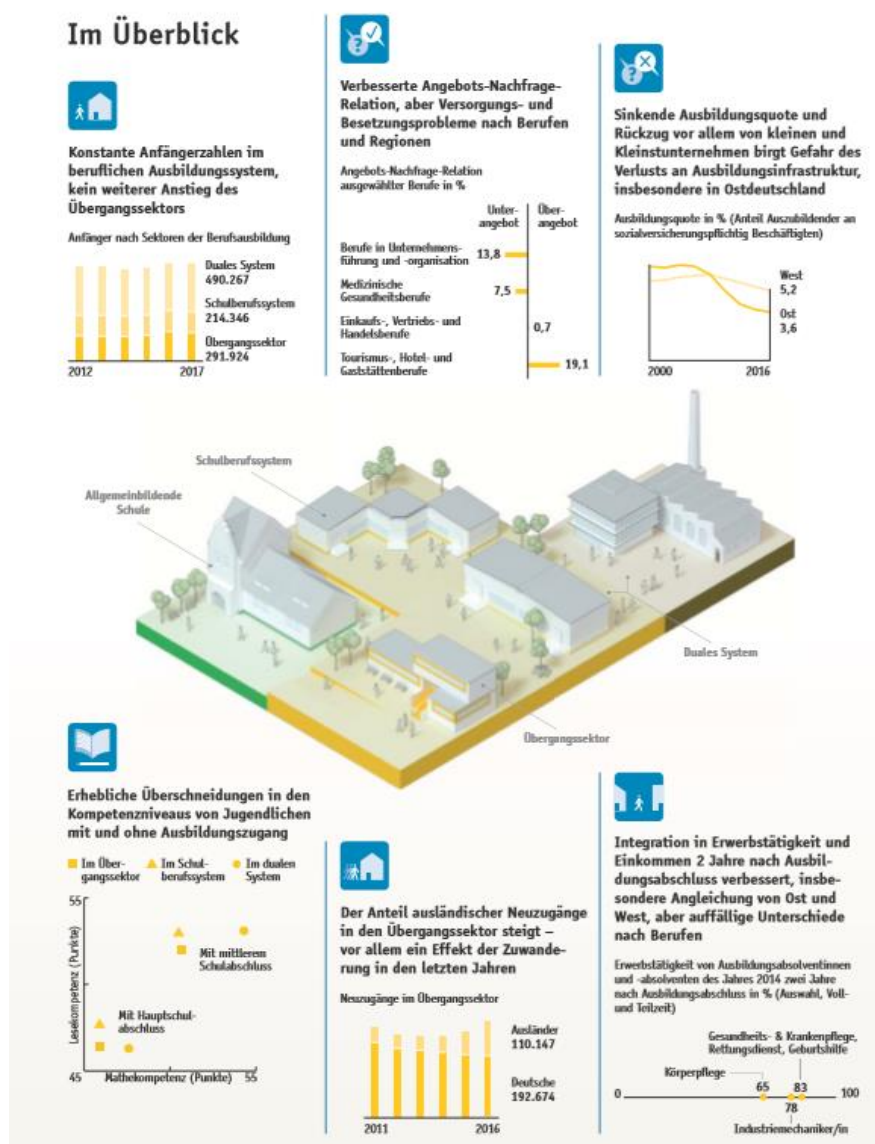 Im Überblick
Konstante Anfängerzahlen im
beruflichen Ausbildungssystem,
kein weiterer Anstieg des
Übergangssektors
Anfänger nach Sektoren der Berufsausbildung
Duales System
490.267
Schulberufssystem
214.346
Übergangssektor
291.924
2012
2017
Verbesserte Angebots-Nachfrage-
Relation, aber Versorgungs- und
Besetzungsprobleme nach Berufen
und Regionen
Angebots-Nachfrage-Relation
ausgewählter Berufe in %
Unter-
angebot
Über-
angebot
Berufe in Unternehmens-
führung und -organisation
13,8
Medizinische
Gesundheitsberufe
7,5
Einkaufs-, Vertriebs- und
Handelsberufe
0,7
Tourismus-, Hotel- und
Gaststättenberufe
19,1
Sinkende Ausbildungsquote und
Rückzug vor allem von kleinen und
Kleinstunternehmen birgt Gefahr des
Verlusts an Ausbildungsinfrastruktur,
insbesondere in Ostdeutschland
Ausbildungsquote in % (Anteil Auszubildender an
sozialversicherungspflichtig Beschäftigten)
West
5,2
Ost
3,6
2000
2016
Schulberufssystem
Allgemeinbildende
Schule
Duales System
Übergangssektor
Erhebliche Überschneidungen in den
Kompetenzniveaus von Jugendlichen
mit und ohne Ausbildungszugang
Im Über-
gangssektor
Im Schul-
berufssystem
Im dualen
System
55
Lesekompetenz (Punkte)
Mit mittlerem
Schulabschluss
Mit Hauptschul-
abschluss
45
Mathekompetenz (Punkte)
55
Der Anteil ausländischer Neuzugänge
in den Übergangssektor steigt –
vor allem ein Effekt der Zuwande-
rung in den letzten Jahren
Neuzugänge im Übergangssektor
Ausländer
110.147
Deutsche
192.674
2011
2016
Integration in Erwerbstätigkeit und
Einkommen 2 Jahre nach Ausbil-
dungsabschluss verbessert, insbe-
sondere Angleichung von Ost und
West, aber auffällige Unterschiede
nach Berufen
Erwerbstätigkeit von Ausbildungsabsolventinnen
und -absolventen des Jahres 2014 zwei Jahre
nach Ausbildungsabschluss in % (Auswahl, Voll-
und Teilzeit)
Gesundheits- & Krankenpflege,
Rettungsdienst, Geburtshilfe
Körperpflege
65
83
0
100
78
Industriemechaniker/in